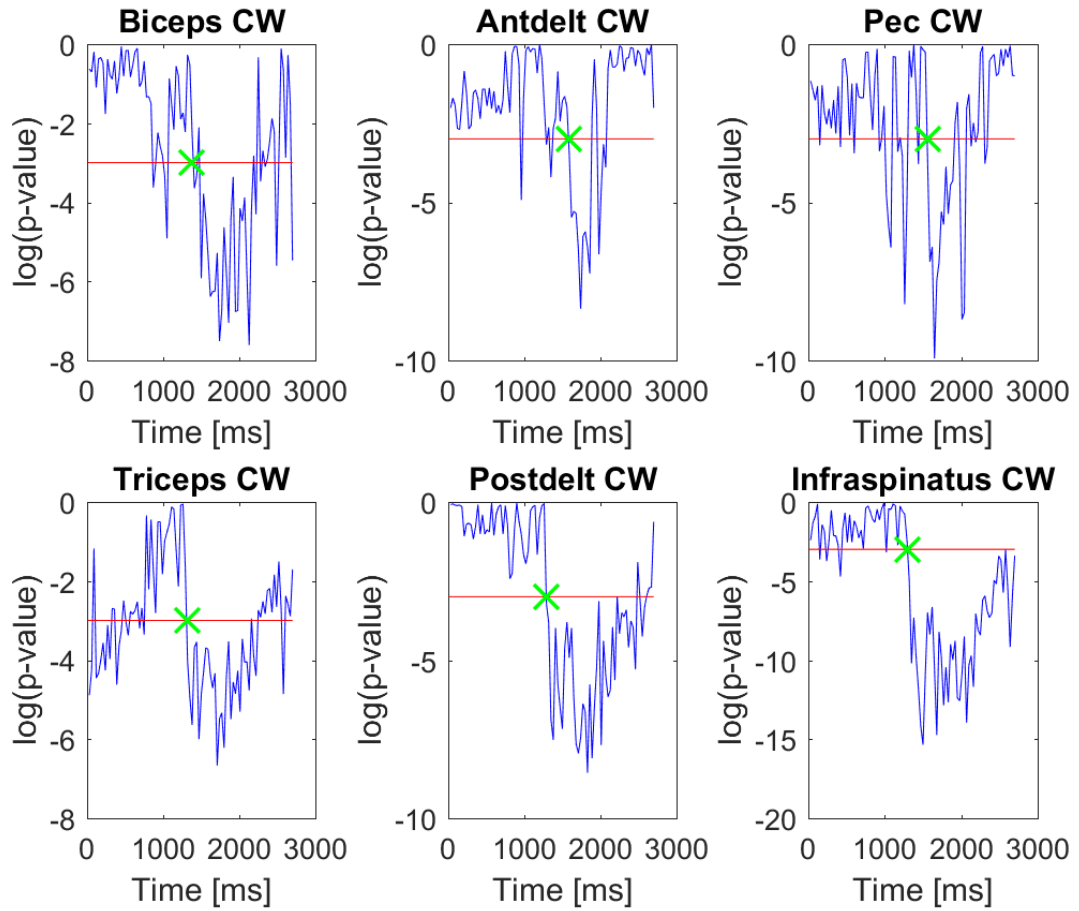 Biceps CW
0
-2
-4
-6
-8
log(p-value)
0 1000 2000 3000
Time [ms]
Antdelt CW
0
-5
-10
log(p-value)
0 1000 2000 3000
Time [ms]
Pec CW
0
-5
-10
log(p-value)
0 1000 2000 3000
Time [ms]
Triceps CW
0
-2
-4
-6
-8
log(p-value)
0 1000 2000 3000
Time [ms]
Postdelt CW
0
-5
-10
log(p-value)
0 1000 2000 3000
Time [ms]
Infraspinatus CW
0
-5
-10
-15
-20
log(p-value)
0 1000 2000 3000
Time [ms]